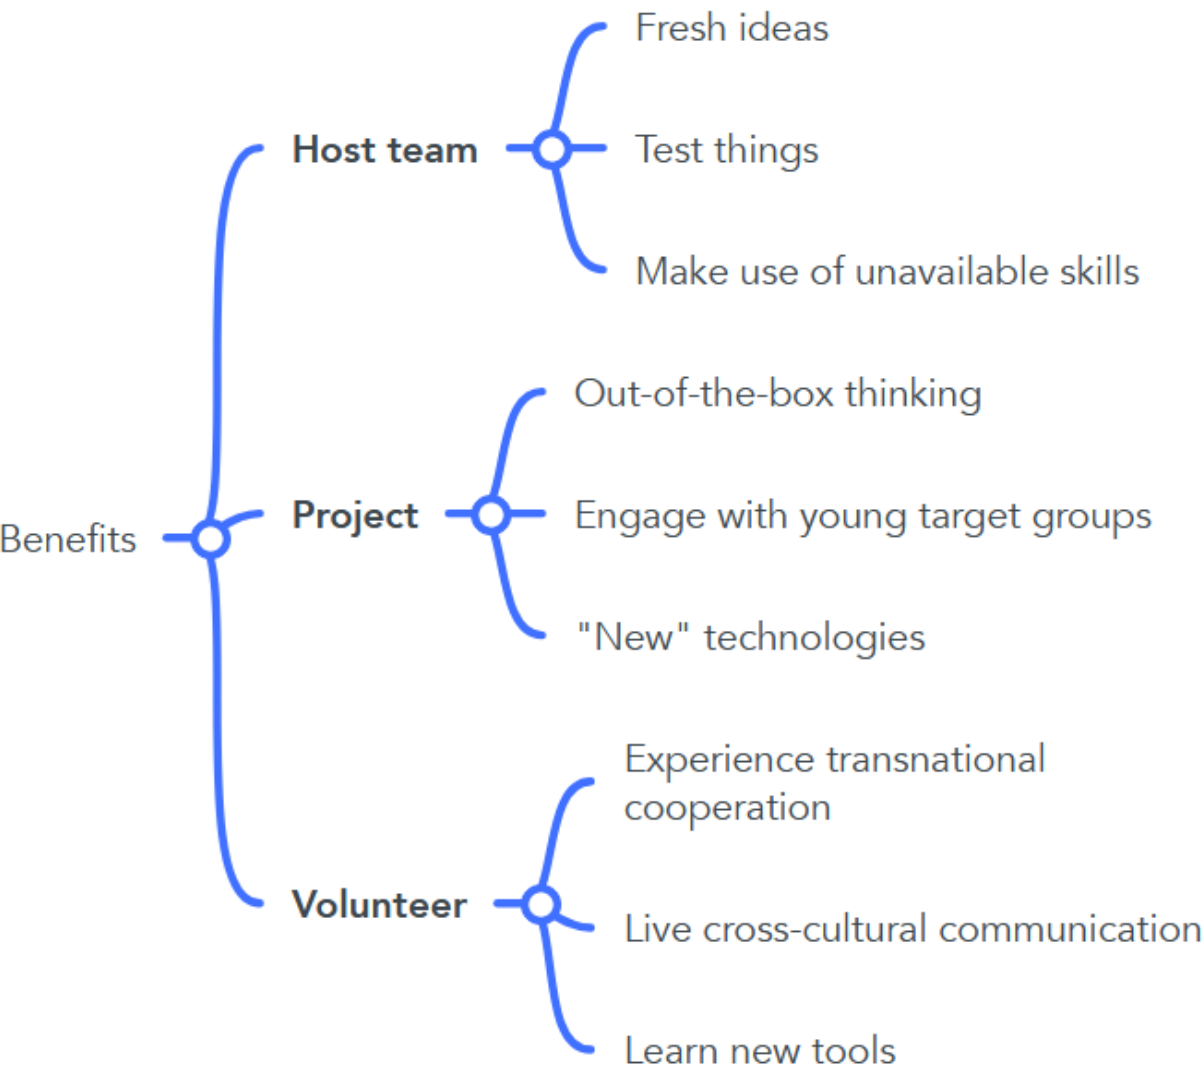 Benefits
Host team
Fresh ideas
Test things
Make use of unavailable skills
Project
Out-of-the-box thinking
Engage with young target groups
"New" technologies
Volunteer
Experience transnational
cooperation
Live cross-cultural communication
Learn new tools